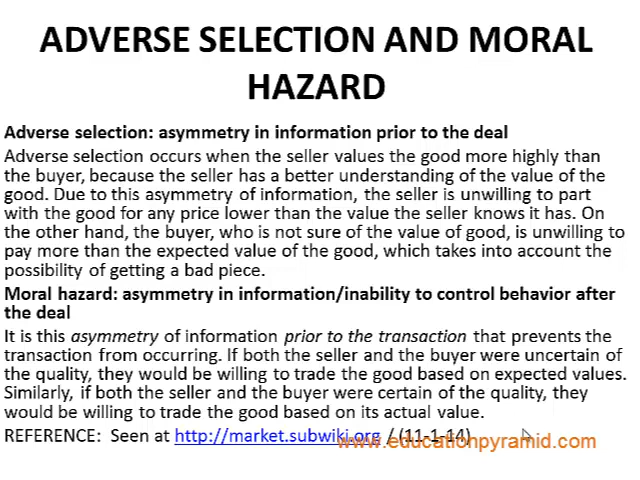 ADVERSE SELECTION AND MORAL
HAZARD
Adverse selection: asymmetry in information prior to the deal
Adverse selection occurs when the seller values the good more highly than
the buyer, because the seller has a better understanding of the value of the
good. Due to this asymmetry of information, the seller is unwilling to part
with the good for any price lower than the value the seller knows it has. On
the other hand, the buyer, who is not sure of the value of good, is unwilling to
pay more than the expected value of the good, which takes into account the
possibility of getting a bad piece.
Moral hazard: asymmetry in information/inability to control behavior after
the deal
It is this asymmetry of information prior to the transaction that prevents the
transaction from occurring. If both the seller and the buyer were uncertain of
the quality, they would be willing to trade the good based on expected values.
Similarly, if both the seller and the buyer were certain of the quality, they
would be willing to trade the good based on its actual value.
REFERENCE: Seen at http://market.subwiki.org / (11-1-14)
www.educationpyramid.com